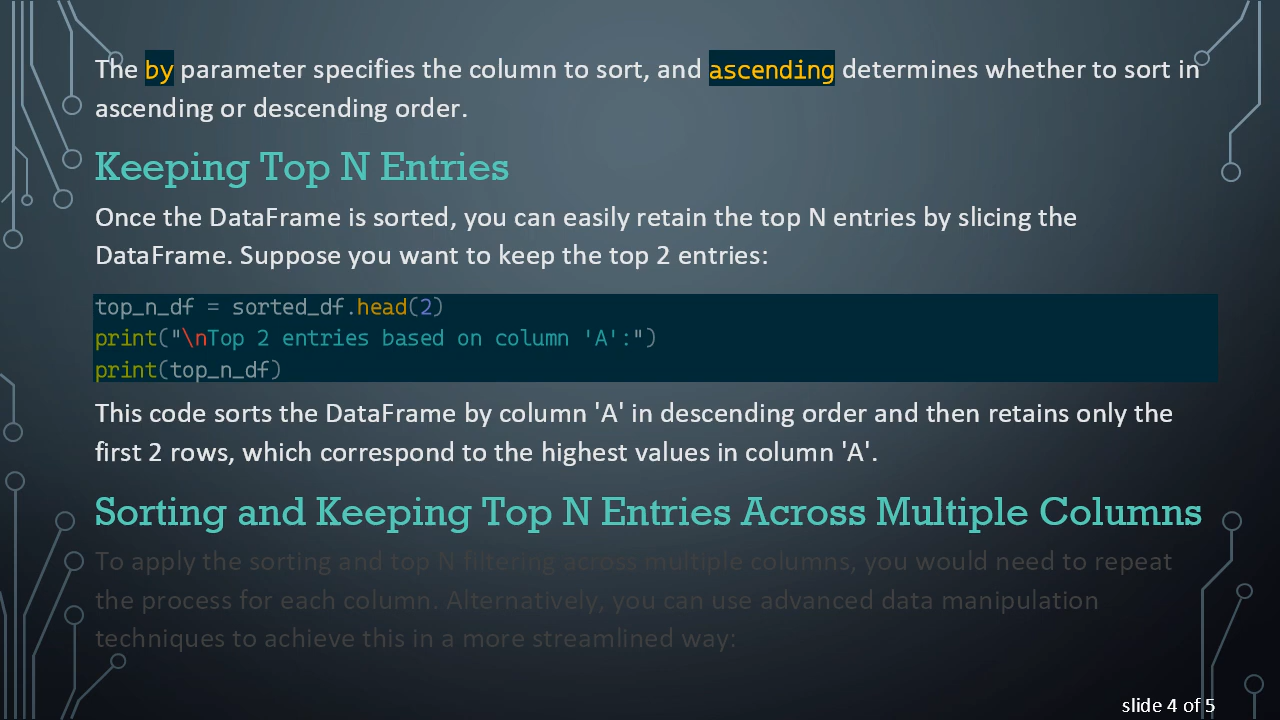 The by parameter specifies the column to sort, and ascending determines whether to sort in
ascending or descending order.
Keeping Top N Entries
Once the DataFrame is sorted, you can easily retain the top N entries by slicing the
DataFrame. Suppose you want to keep the top 2 entries:
top_n_df = sorted_df.head(2)
print("\nTop 2 entries based on column 'A':")
print(top_n_df)
This code sorts the DataFrame by column 'A' in descending order and then retains only the
first 2 rows, which correspond to the highest values in column 'A'.
Sorting and Keeping Top N Entries Across Multiple Columns
To apply the sorting and top N filtering across multiple columns, you would need to repeat
the process for each column. Alternatively, you can use advanced data manipulation
techniques to achieve this in a more streamlined way:
slide 4 of 5